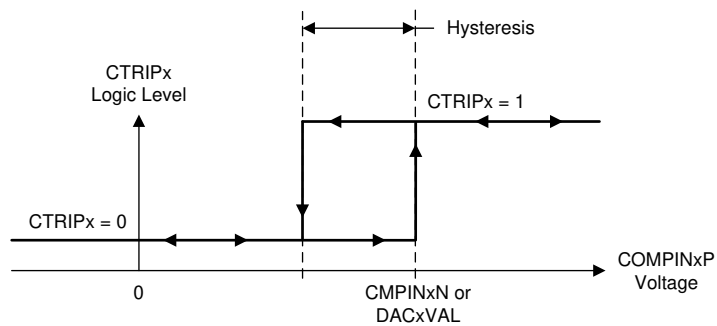 Hysteresis
CTRIPx
Logic Level
CTRIPx = 1
CTRIPx = 0
COMPINxP
Voltage
0
CMPINxN or
DACxVAL